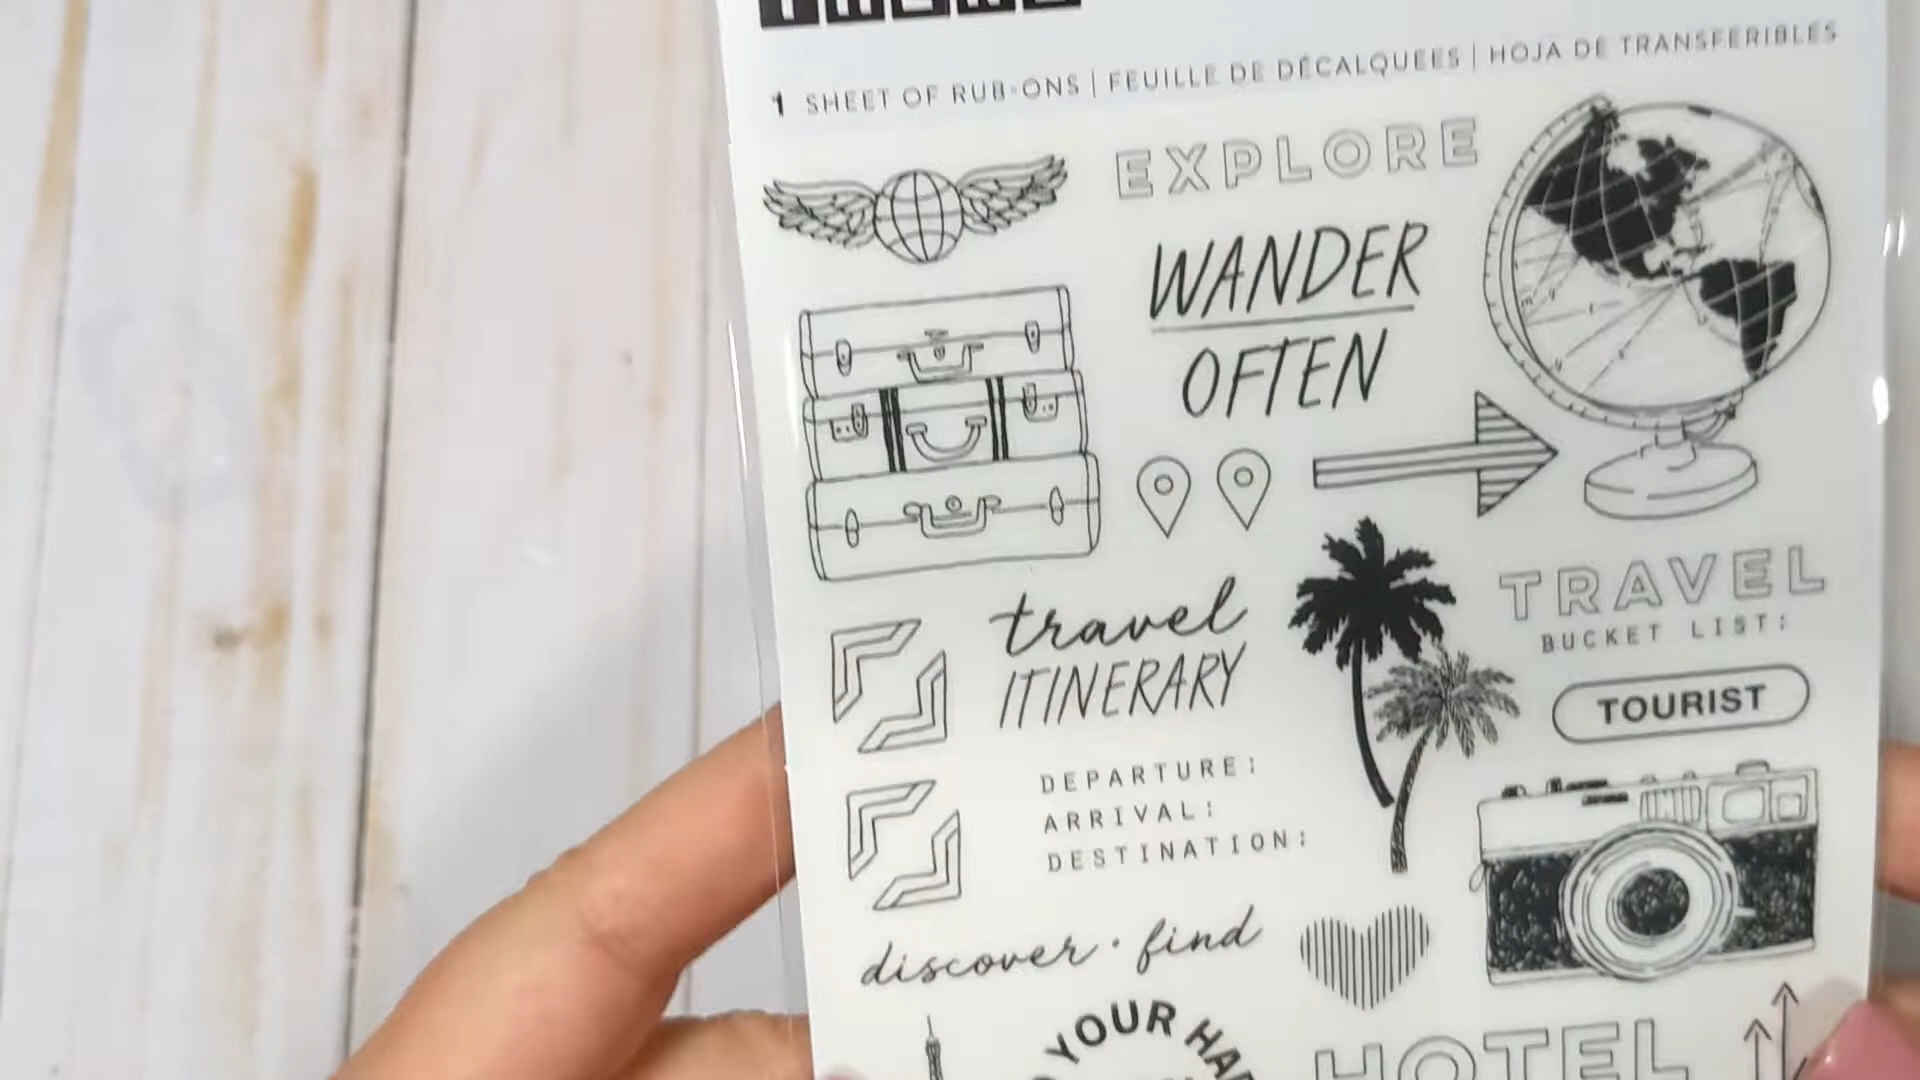 1 SHEET OF RUB-ONS | FEUILLE DE DÉCALQUÉES | HOJA DE TRANSFERIBLES
EXPLORE
WANDER
OFTEN
travel
ITINERARY
TRAVEL
BUCKET LIST:
TOURIST
DEPARTURE:
ARRIVAL:
DESTINATION:
discover · find
YOUR
HOTEL